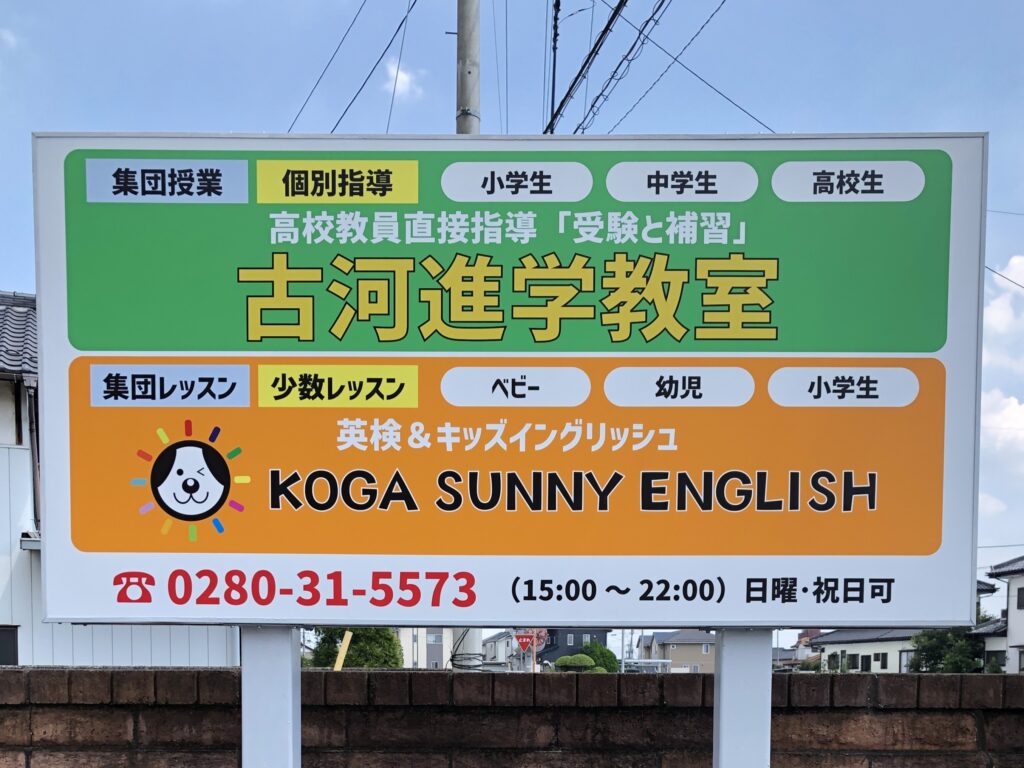 集団授業 個別指導 小学生 中学生 高校生
高校教員直接指導「受験と補習」
古河進学教室
集団レッスン 少数レッスン ベビー 幼児 小学生
英検&キッズイングリッシュ
KOGA SUNNY ENGLISH
☎ 0280-31-5573 (15:00 ～ 22:00) 日曜・祝日可
止まれ